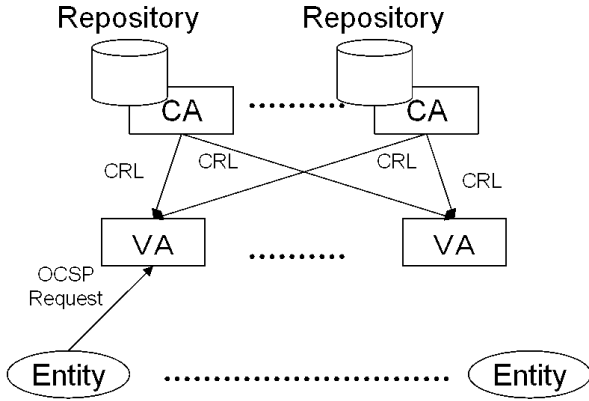 Repository
Repository
CA
CA
CRL
CRL
CRL
CRL
VA
VA
OCSP
Request
Entity
Entity